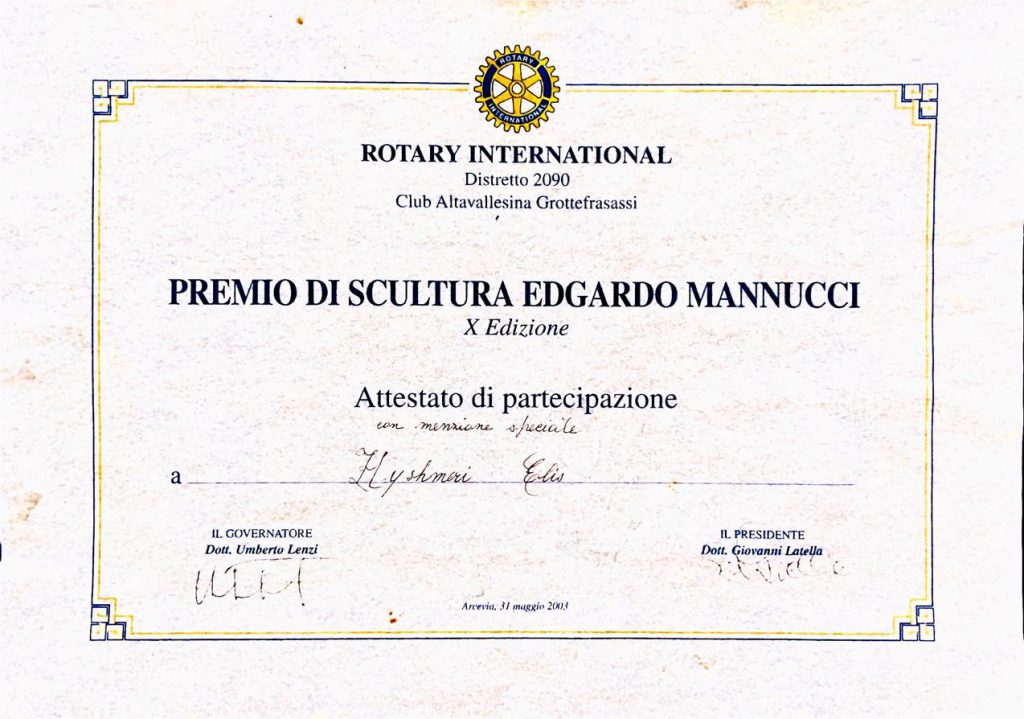 ROTARY
INTERNATIONAL
ROTARY INTERNATIONAL
Distretto 2090
Club Altavallesina Grottefrasassi
PREMIO DI SCULTURA EDGARDO MANNUCCI
X Edizione
Attestato di partecipazione
con menzione speciale
a Hyshmeri Elis
IL GOVERNATORE
Dott. Umberto Lenzi
IL PRESIDENTE
Dott. Giovanni Latella
Arcevia, 31 maggio 2003